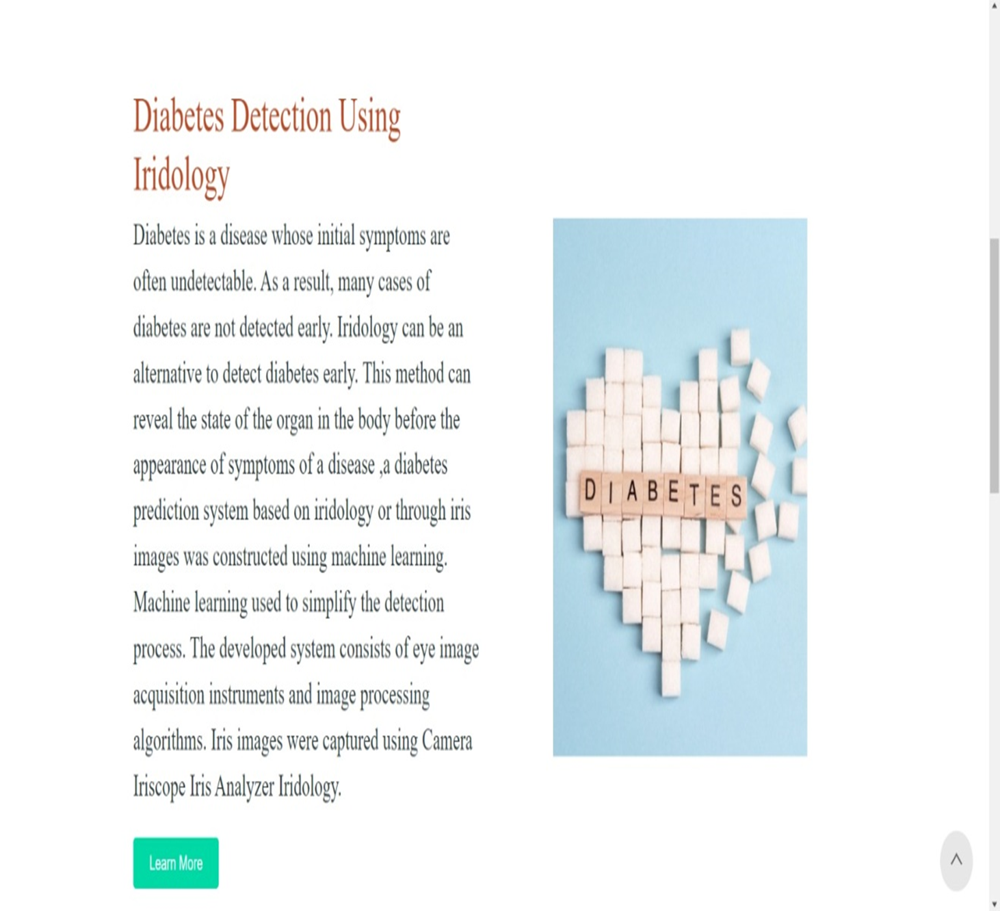 Diabetes Detection Using
Iridology
Diabetes is a disease whose initial symptoms are
often undetectable. As a result, many cases of
diabetes are not detected early. Iridology can be an
alternative to detect diabetes early. This method can
reveal the state of the organ in the body before the
appearance of symptoms of a disease ,a diabetes
prediction system based on iridology or through iris
images was constructed using machine learning.
Machine learning used to simplify the detection
process. The developed system consists of eye image
acquisition instruments and image processing
algorithms. Iris images were captured using Camera
Iriscope Iris Analyzer Iridology.
Learn More
DIABETES